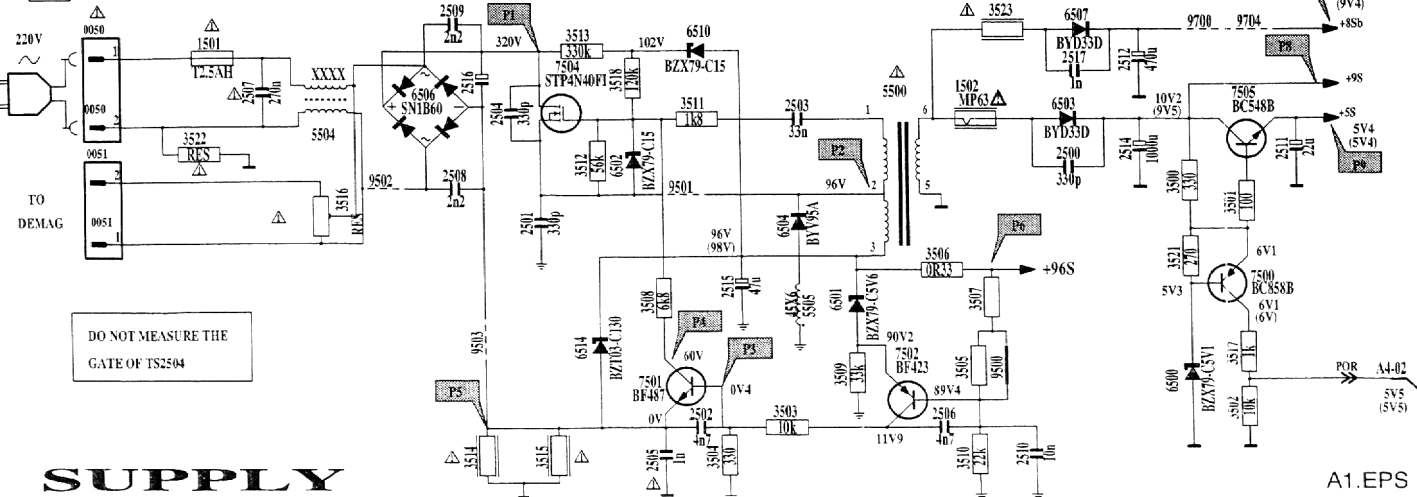 220V
0050
1
0050
2
1501
T2.5AH
2507
270n
XXXX
5504
3522
RES
0051
2
0051
1
TO
DEMAG
3516
RES
9502
2509
2n2
6506
SN1B60
2508
2n2
2516
320V
P1
3513
330k
7504
STP4N40FI
2504
330p
102V
3518
120k
6510
BZX79-C15
3511
1k8
2503
33n
3512
56k
6502
BZX79-C15
9501
2501
330p
P2
96V
5500
1
2
3
6
5
6504
BYV95A
45X6
5505
96V
(98V)
2515
47u
3508
6k8
P4
60V
7501
BF487
0V
P3
0V4
6514
BZT03-C130
9503
P5
3514
3515
2505
1n
2502
4n7
3504
330
3503
10k
6501
BZX79-C5V6
3509
33k
90V2
7502
BF423
89V4
11V9
2506
4n7
3506
0R33
P6
+96S
3507
3505
9500
3510
22k
2510
10n
3523
6507
BYD33D
2517
1n
2512
470u
9700
9704
(9V4)
+8Sb
P8
+9S
1502
MP63
6503
BYD33D
2500
330p
2514
1000u
10V2
(9V5)
7505
BC548B
+5S
5V4
(5V4)
P9
2511
22u
3500
330
3501
100
3521
270
6V1
7500
BC858B
6V1
(6V)
5V3
6500
BZX79-C5V1
3517
1k
3502
10k
POR
A4-02
5V5
(5V5)
DO NOT MEASURE THE
GATE OF TS2504
SUPPLY
A1.EPS